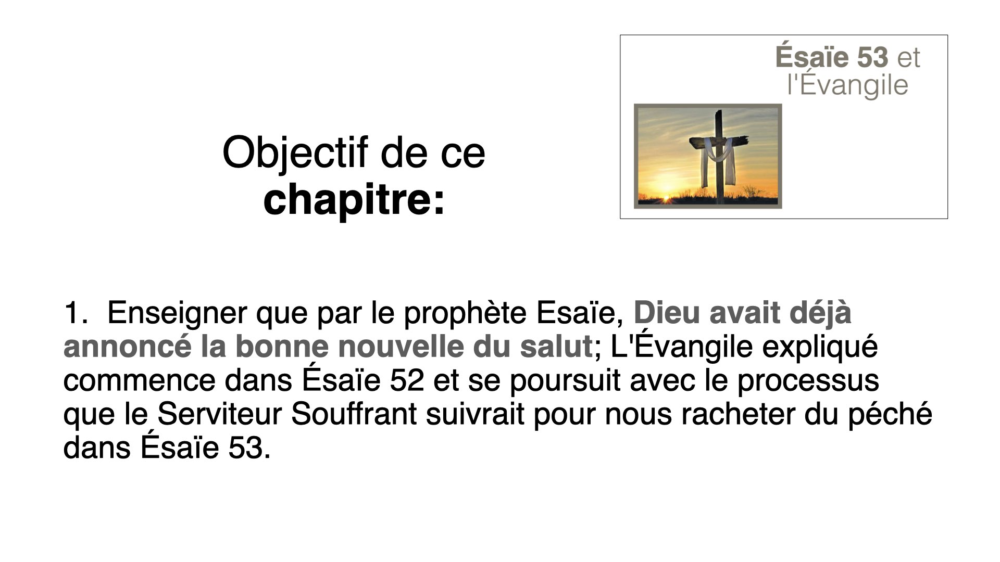 Ésaïe 53 et
l'Évangile
Objectif de ce
chapitre:
1. Enseigner que par le prophète Esaïe, Dieu avait déjà
annoncé la bonne nouvelle du salut; L'Évangile expliqué
commence dans Ésaïe 52 et se poursuit avec le processus
que le Serviteur Souffrant suivrait pour nous racheter du péché
dans Ésaïe 53.